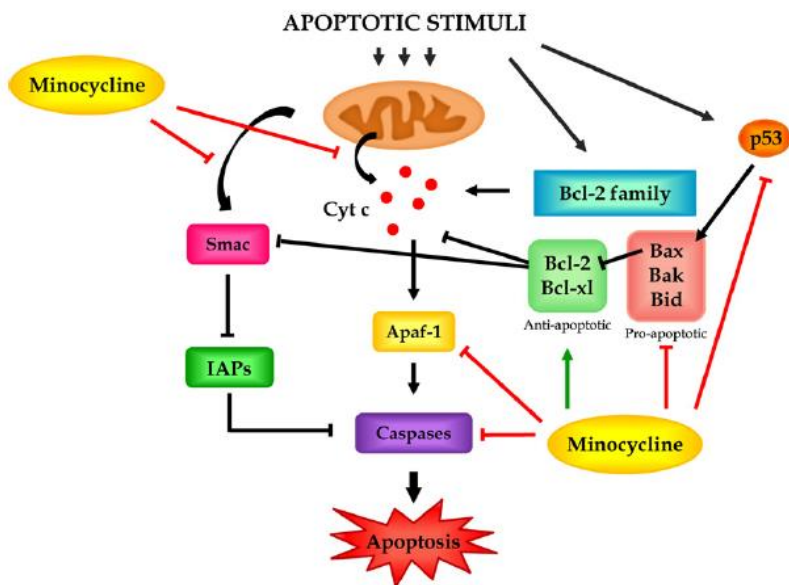 APOPTOTIC STIMULI
Minocycline
p53
Bcl-2 family
Cyt c
Smac
Bcl-2
Bcl-xl
Anti-apoptotic
Bax
Bak
Bid
Pro-apoptotic
Apaf-1
IAPs
Caspases
Minocycline
Apoptosis